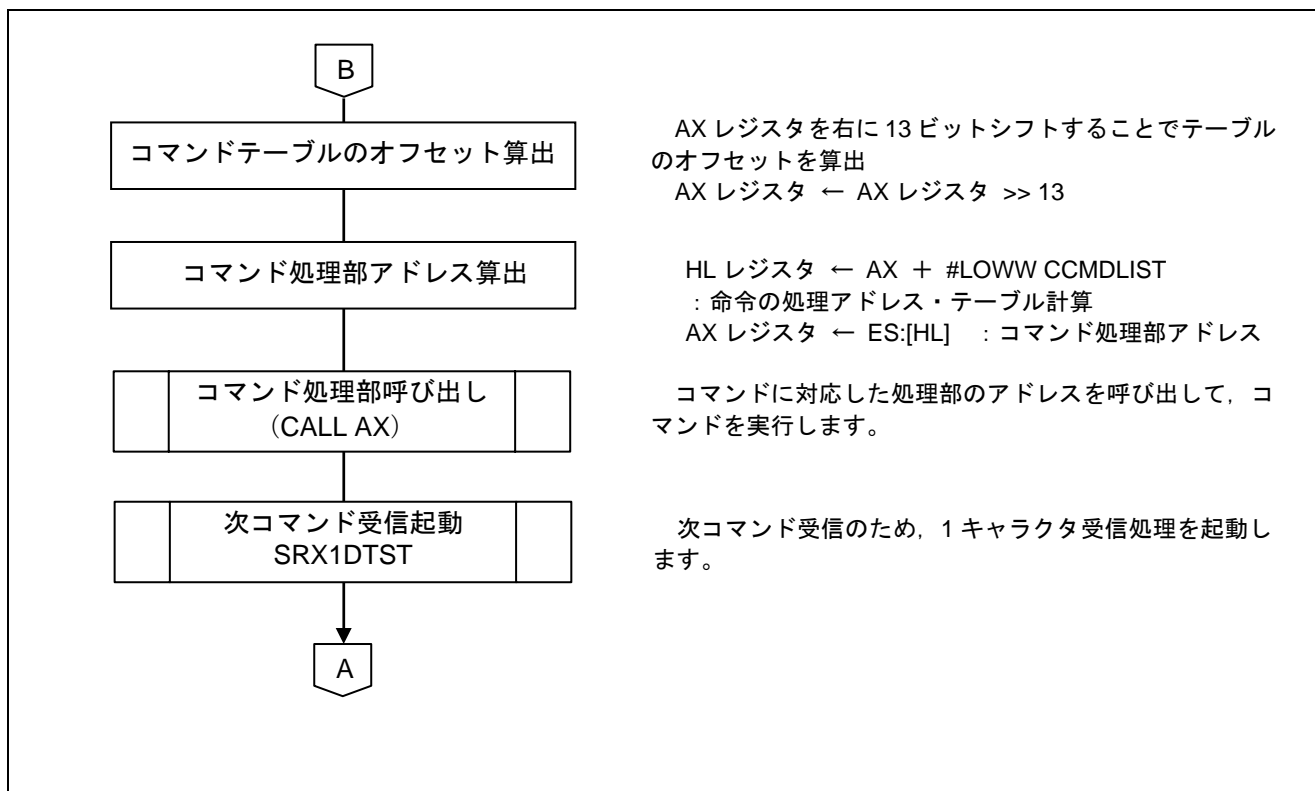 B
コマンドテーブルのオフセット算出
AX レジスタを右に 13 ビットシフトすることでテーブル
のオフセットを算出
AX レジスタ ← AX レジスタ >> 13
コマンド処理部アドレス算出
HL レジスタ ← AX ＋ #LOWW CCMDLIST
：命令の処理アドレス・テーブル計算
AX レジスタ ← ES:[HL] ：コマンド処理部アドレス
コマンド処理部呼び出し
（CALL AX）
コマンドに対応した処理部のアドレスを呼び出して，コ
マンドを実行します。
次コマンド受信起動
SRX1DTST
次コマンド受信のため，1 キャラクタ受信処理を起動し
ます。
A